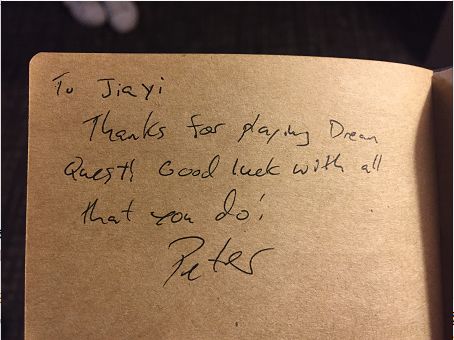 To Jiayi
Thanks for playing Dream
Quest! Good luck with all
that you do!
Peter